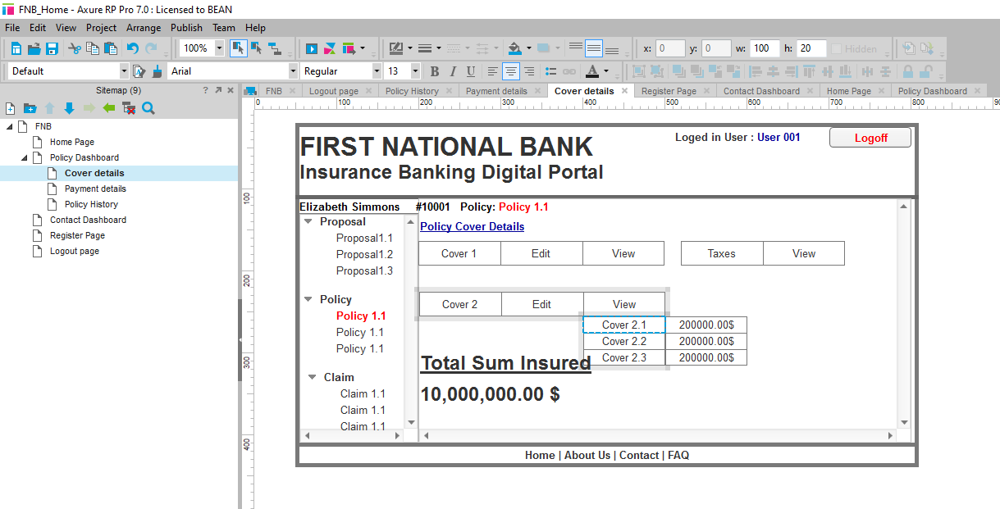 FNB_Home - Axure RP Pro 7.0 : Licensed to BEAN
File Edit View Project Arrange Publish Team Help
100% x: 0 y: 0 w: 100 h: 20 Hidden
Default Arial Regular 13 B I U A
Sitemap (9) ?
FNB Logout page Policy History Payment details Cover details Register Page Contact Dashboard Home Page Policy Dashboard
0 100 200 300 400 500 600 700 800
100
200
300
400
FNB
Home Page
Policy Dashboard
Cover details
Payment details
Policy History
Contact Dashboard
Register Page
Logout page
FIRST NATIONAL BANK
Insurance Banking Digital Portal
Loged in User : User 001
Logoff
Elizabeth Simmons #10001 Policy: Policy 1.1
Proposal
Proposal1.1
Proposal1.2
Proposal1.3
Policy
Policy 1.1
Policy 1.1
Policy 1.1
Claim
Claim 1.1
Claim 1.1
Claim 1.1
Policy Cover Details
Cover 1 Edit View Taxes View
Cover 2 Edit View
Cover 2.1 200000.00$
Cover 2.2 200000.00$
Cover 2.3 200000.00$
Total Sum Insured
10,000,000.00 $
Home | About Us | Contact | FAQ